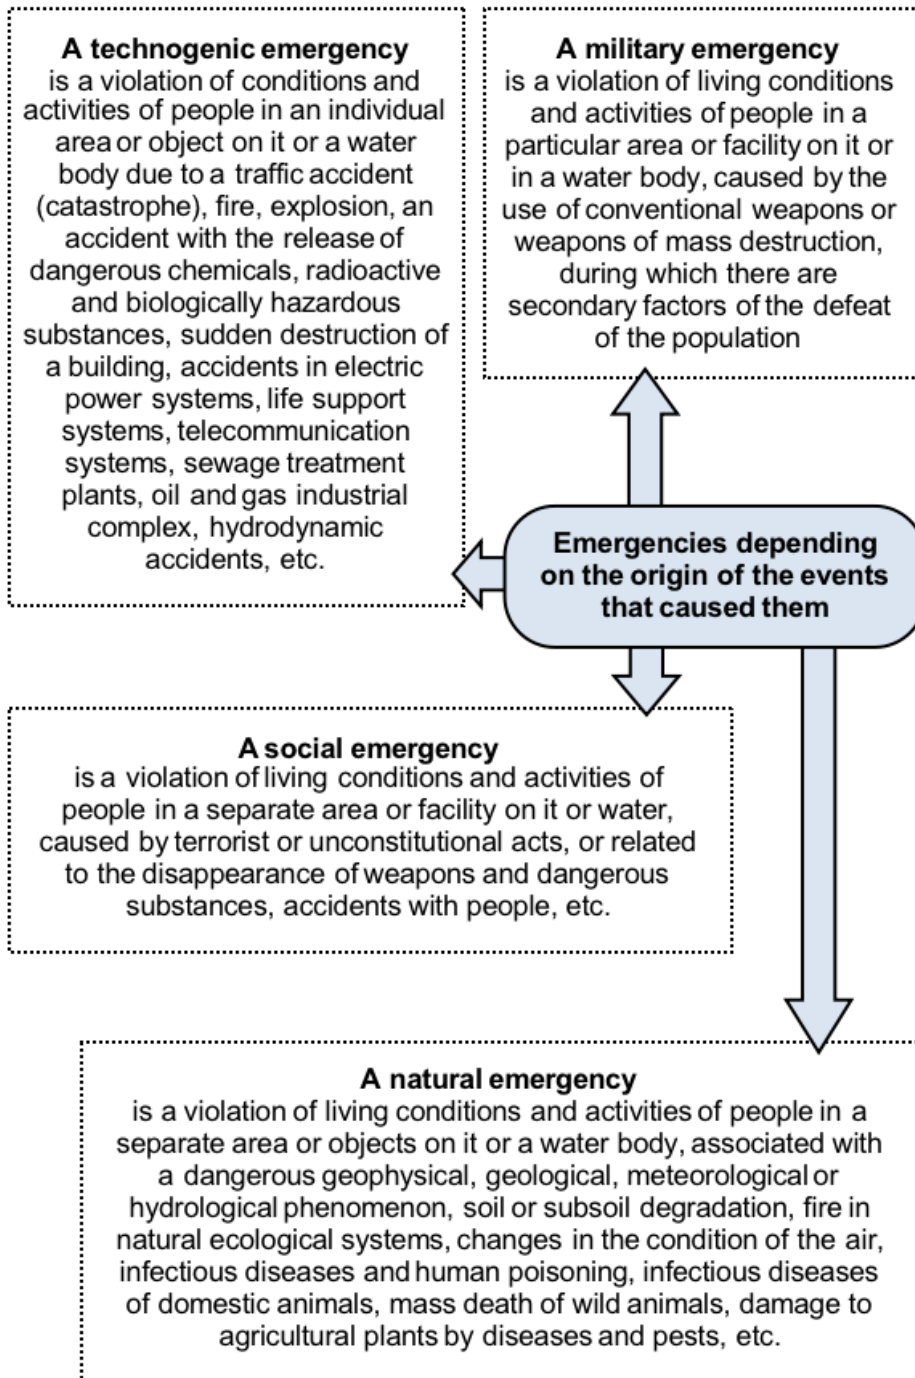 A technogenic emergency
is a violation of conditions and
activities of people in an individual
area or object on it or a water
body due to a traffic accident
(catastrophe), fire, explosion, an
accident with the release of
dangerous chemicals, radioactive
and biologically hazardous
substances, sudden destruction of
a building, accidents in electric
power systems, life support
systems, telecommunication
systems, sewage treatment
plants, oil and gas industrial
complex, hydrodynamic
accidents, etc.
A military emergency
is a violation of living conditions
and activities of people in a
particular area or facility on it or
in a water body, caused by the
use of conventional weapons or
weapons of mass destruction,
during which there are
secondary factors of the defeat
of the population
Emergencies depending
on the origin of the events
that caused them
A social emergency
is a violation of living conditions and activities of
people in a separate area or facility on it or water,
caused by terrorist or unconstitutional acts, or related
to the disappearance of weapons and dangerous
substances, accidents with people, etc.
A natural emergency
is a violation of living conditions and activities of people in a
separate area or objects on it or a water body, associated with
a dangerous geophysical, geological, meteorological or
hydrological phenomenon, soil or subsoil degradation, fire in
natural ecological systems, changes in the condition of the air,
infectious diseases and human poisoning, infectious diseases
of domestic animals, mass death of wild animals, damage to
agricultural plants by diseases and pests, etc.